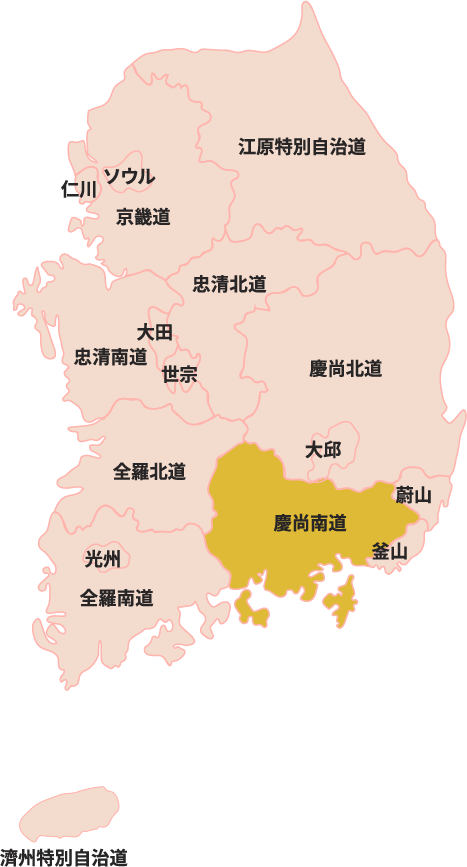 江原特別自治道
ソウル
仁川
京畿道
忠清北道
大田
忠清南道
世宗
慶尚北道
大邱
全羅北道
蔚山
慶尚南道
釜山
光州
全羅南道
済州特別自治道